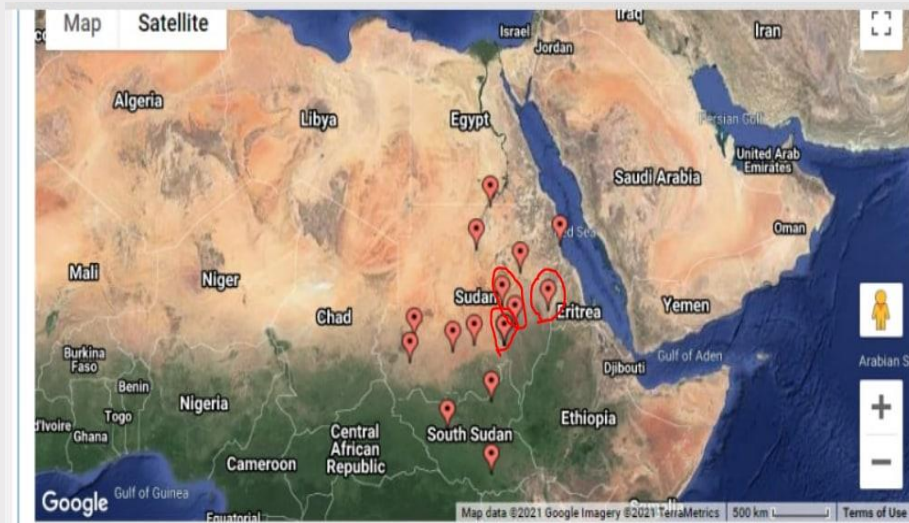 Map
Satellite
Iraq
Iran
Israel
Jordan
Algeria
Libya
Egypt
Persian Gulf
United Arab
Emirates
Saudi Arabia
Oman
Mali
Niger
Sudan
Chad
Eritrea
Yemen
Burkina
Faso
Gulf of Aden
Arabian S
Djibouti
Benin
Nigeria
Togo
d'Ivoire
Ghana
Ethiopia
Central
African
Republic
South Sudan
Cameroon
Google
Gulf of Guinea
Map data ©2021 Google Imagery ©2021 TerraMetrics
500 km
Terms of Use